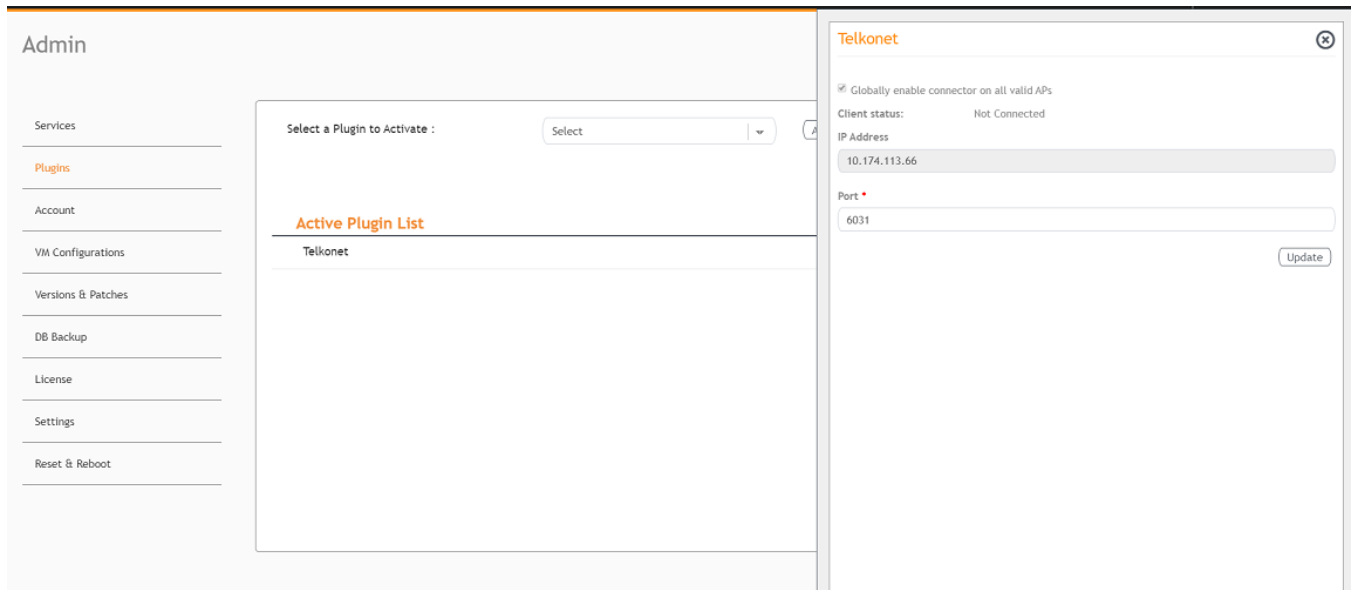 Admin
Services
Plugins
Account
VM Configurations
Versions & Patches
DB Backup
License
Settings
Reset & Reboot
Select a Plugin to Activate :
Select
A
Active Plugin List
Telkonet
Telkonet
Globally enable connector on all valid APs
Client status: Not Connected
IP Address
10.174.113.66
Port *
6031
Update